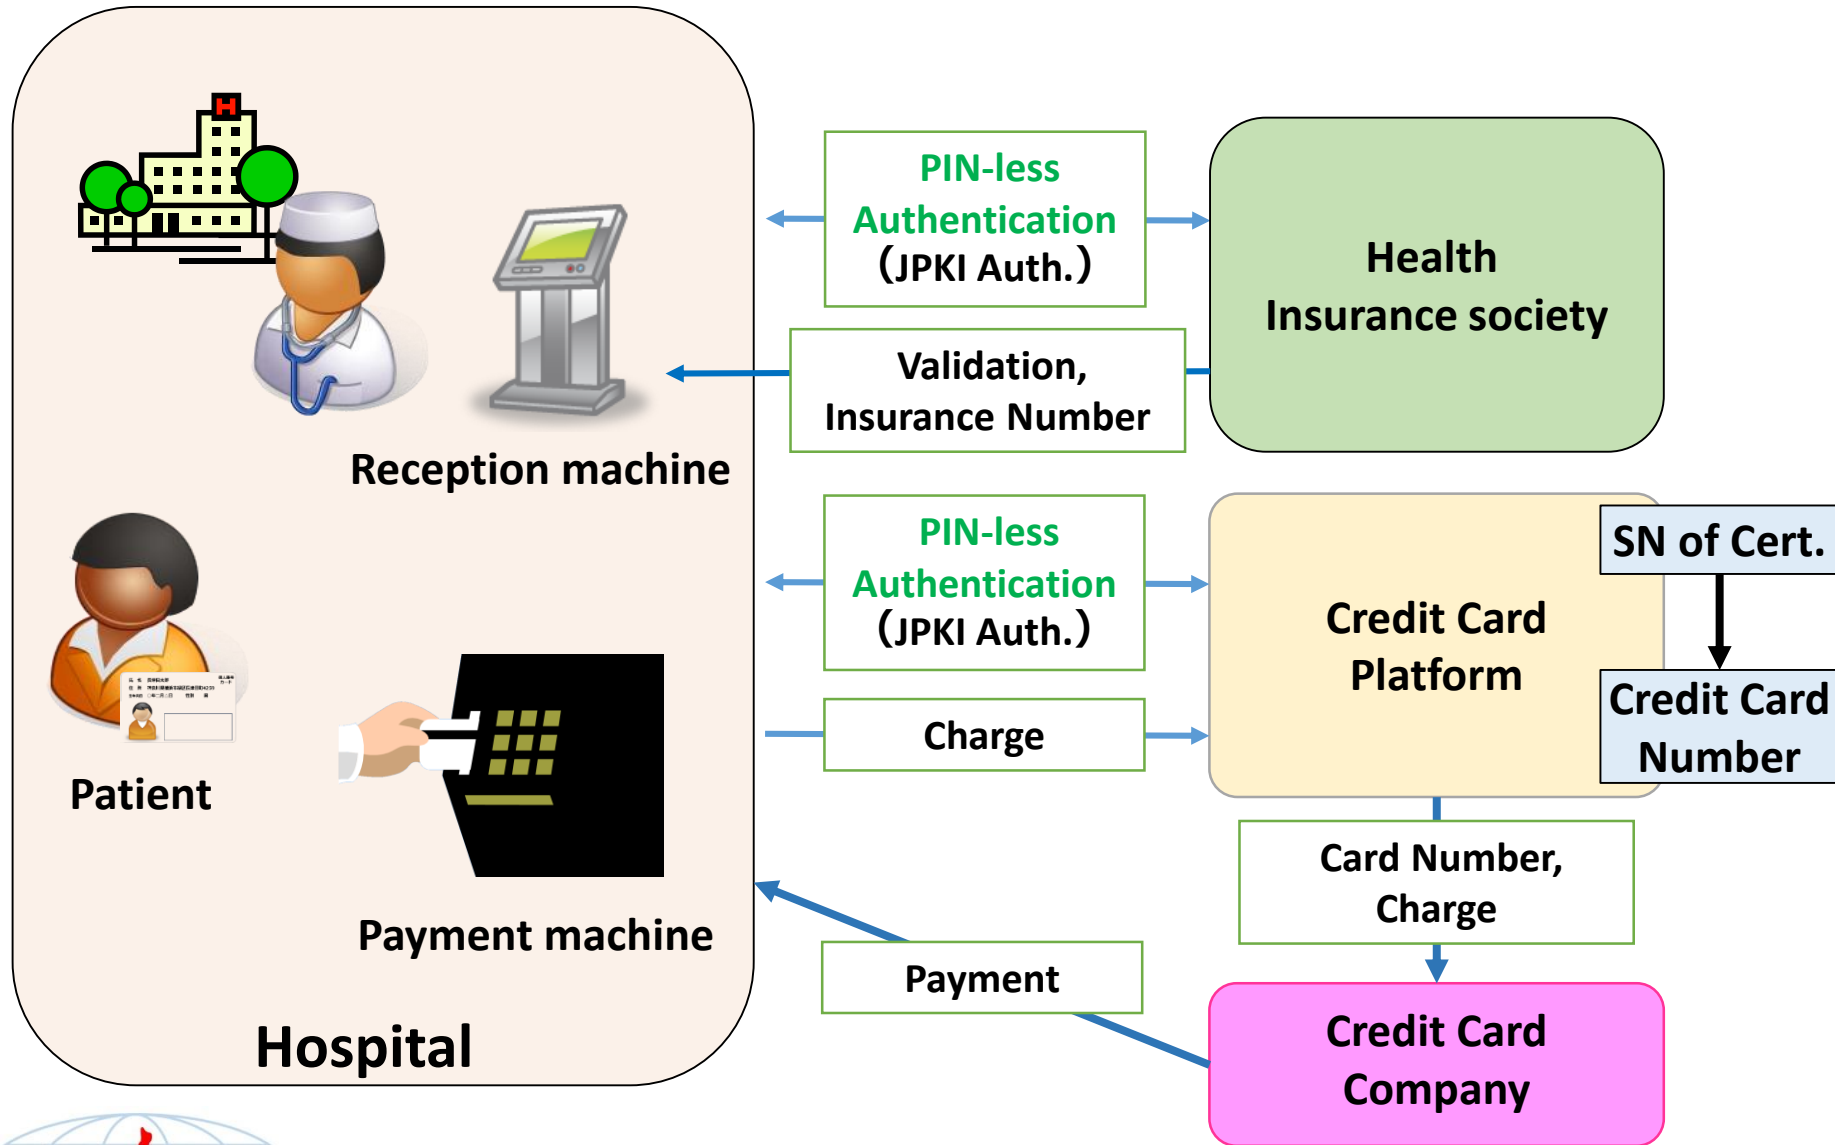 H
PIN-less
Authentication
(JPKI Auth.)
Health
Insurance society
Validation,
Insurance Number
Reception machine
PIN-less
Authentication
(JPKI Auth.)
SN of Cert.
Credit Card
Platform
Credit Card
Number
Charge
Patient
Card Number,
Charge
Payment machine
Payment
Hospital
Credit Card
Company